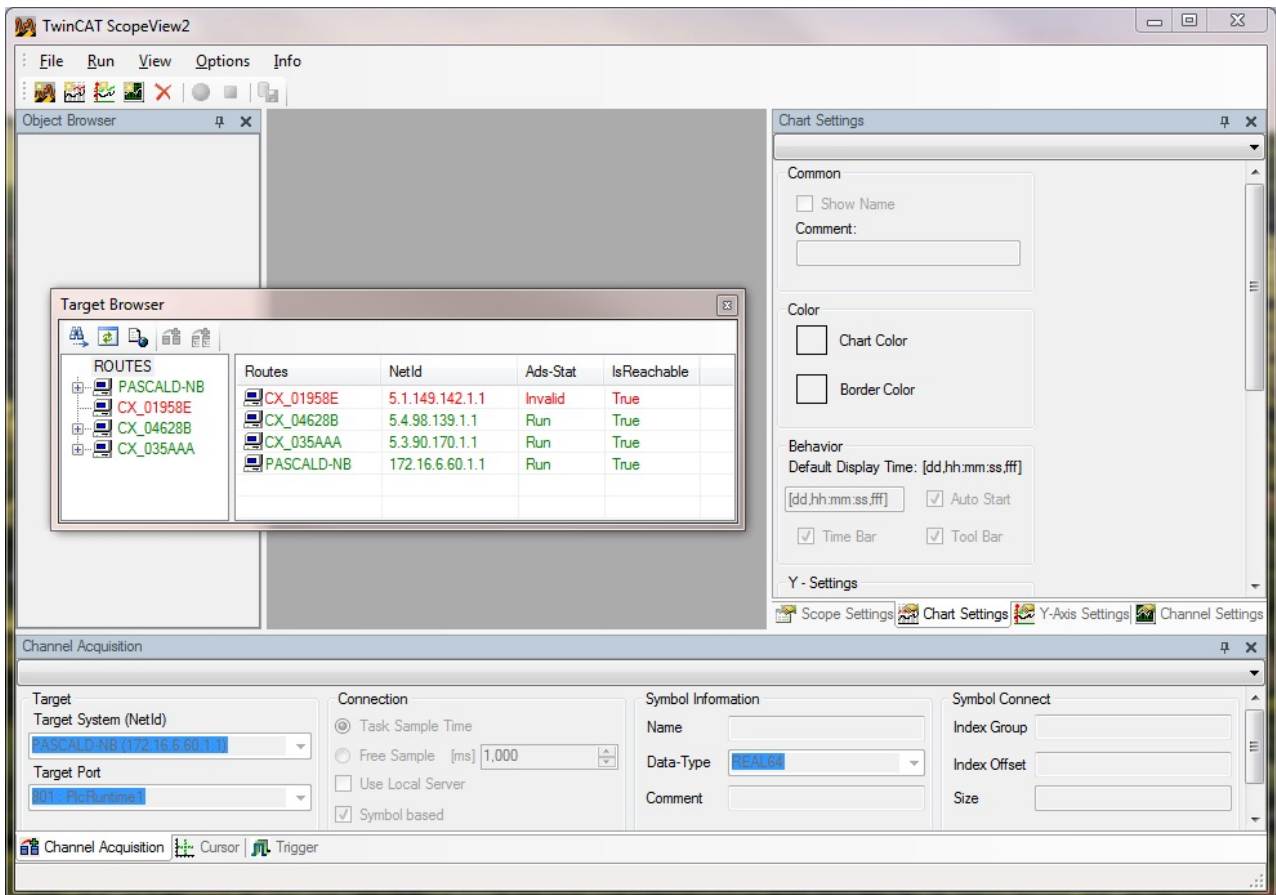 TwinCAT ScopeView2
File Run View Options Info
Object Browser
Chart Settings
Common
Show Name
Comment:
Color
Chart Color
Border Color
Behavior
Default Display Time: [dd,hh:mm:ss,fff]
[dd,hh:mm:ss,fff] Auto Start
Time Bar Tool Bar
Y - Settings
Scope Settings Chart Settings Y-Axis Settings Channel Settings
Target Browser
ROUTES
PASCALD-NB
CX_01958E
CX_04628B
CX_035AAA
Routes NetId Ads-Stat IsReachable
CX_01958E 5.1.149.142.1.1 Invalid True
CX_04628B 5.4.98.139.1.1 Run True
CX_035AAA 5.3.90.170.1.1 Run True
PASCALD-NB 172.16.6.60.1.1 Run True
Channel Acquisition
Target
Target System (NetId)
PASCALD-NB (172.16.6.60.1.1)
Target Port
801 : PlcRuntime1
Connection
Task Sample Time
Free Sample [ms] 1,000
Use Local Server
Symbol based
Symbol Information
Name
Data-Type REAL64
Comment
Symbol Connect
Index Group
Index Offset
Size
Channel Acquisition Cursor Trigger